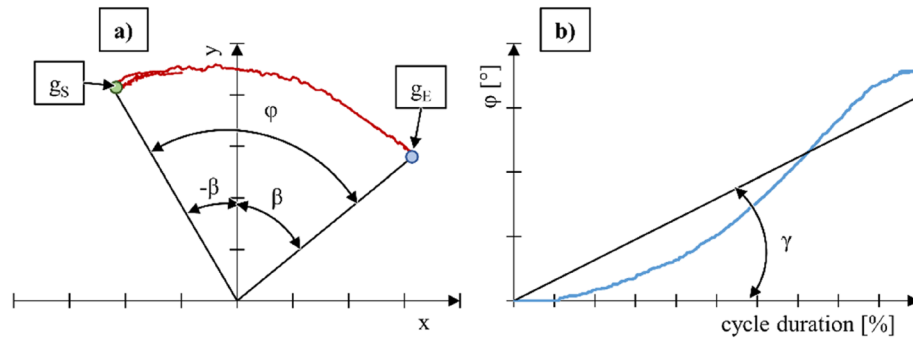 a)
y
g_S
g_E
φ
-β
β
x
b)
φ [°]
γ
cycle duration [%]